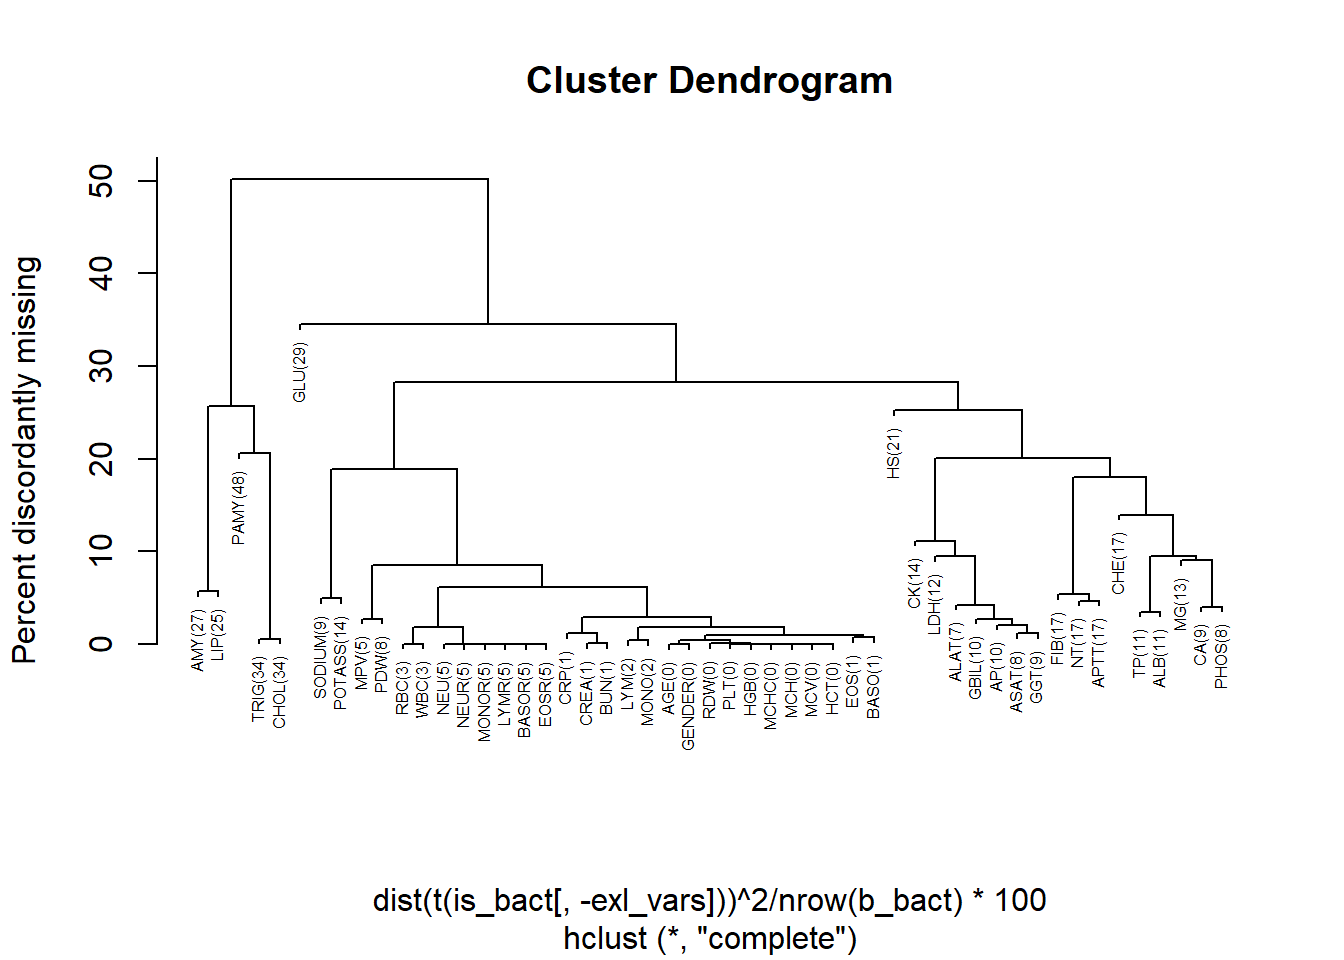 Cluster Dendrogram
Percent discordantly missing
50
40
30
20
10
0
AMY(27)
LIP(25)
PAMY(48)
TRIG(34)
CHOL(34)
GLU(29)
SODIUM(9)
POTASS(14)
MPV(5)
PDW(8)
RBC(3)
WBC(3)
NEU(5)
NEUR(5)
MONOR(5)
LYMR(5)
BASOR(5)
EOSR(5)
CRP(1)
CREA(1)
BUN(1)
LYM(2)
MONO(2)
AGE(0)
GENDER(0)
RDW(0)
PLT(0)
HGB(0)
MCHC(0)
MCH(0)
MCV(0)
HCT(0)
EOS(1)
BASO(1)
HS(21)
CK(14)
LDH(12)
ALAT(7)
GBIL(10)
AP(10)
ASAT(8)
GGT(9)
FIB(17)
NT(17)
APTT(17)
CHE(17)
TP(11)
ALB(11)
MG(13)
CA(9)
PHOS(8)
dist(t(is_bact[, -exl_vars]))^2/nrow(b_bact) * 100
hclust (*, "complete")